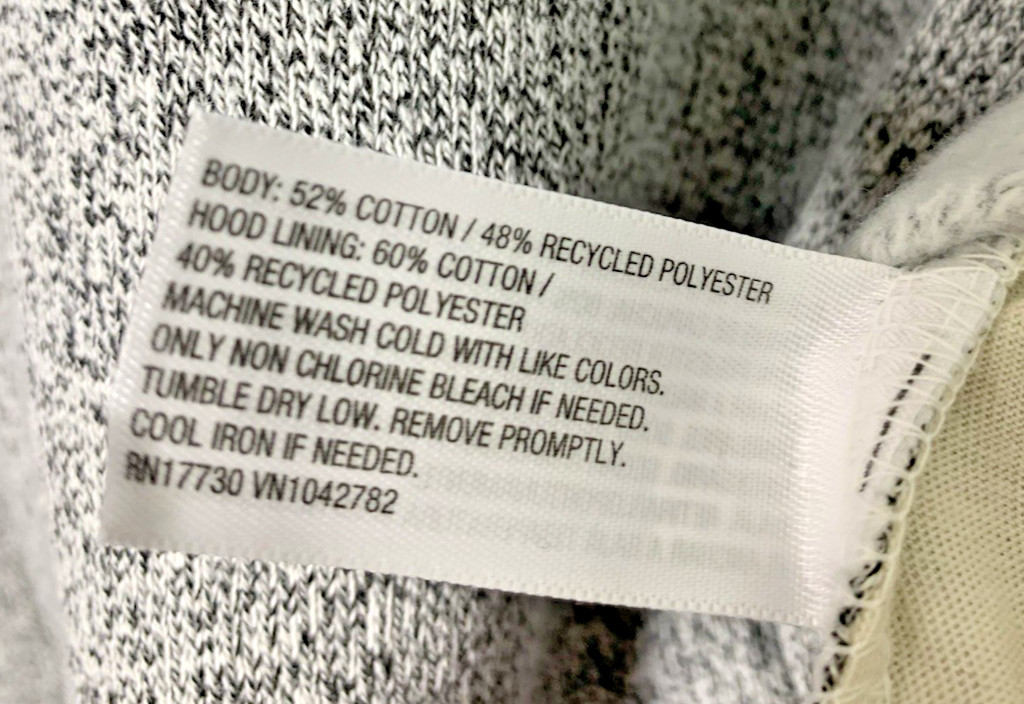 BODY: 52% COTTON / 48% RECYCLED POLYESTER
HOOD LINING: 60% COTTON /
40% RECYCLED POLYESTER
MACHINE WASH COLD WITH LIKE COLORS.
ONLY NON CHLORINE BLEACH IF NEEDED.
TUMBLE DRY LOW. REMOVE PROMPTLY.
COOL IRON IF NEEDED.
RN17730 VN1042782